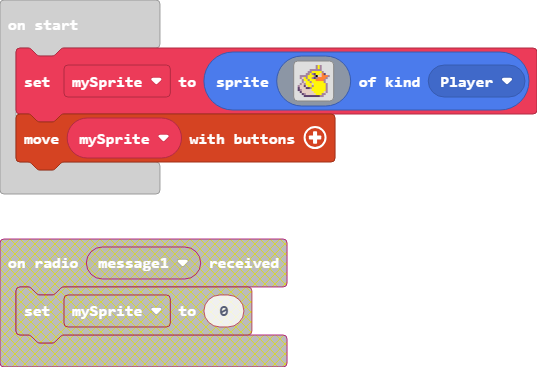 on start
set mySprite to sprite of kind Player
move mySprite with buttons
on radio message1 received
set mySprite to 0